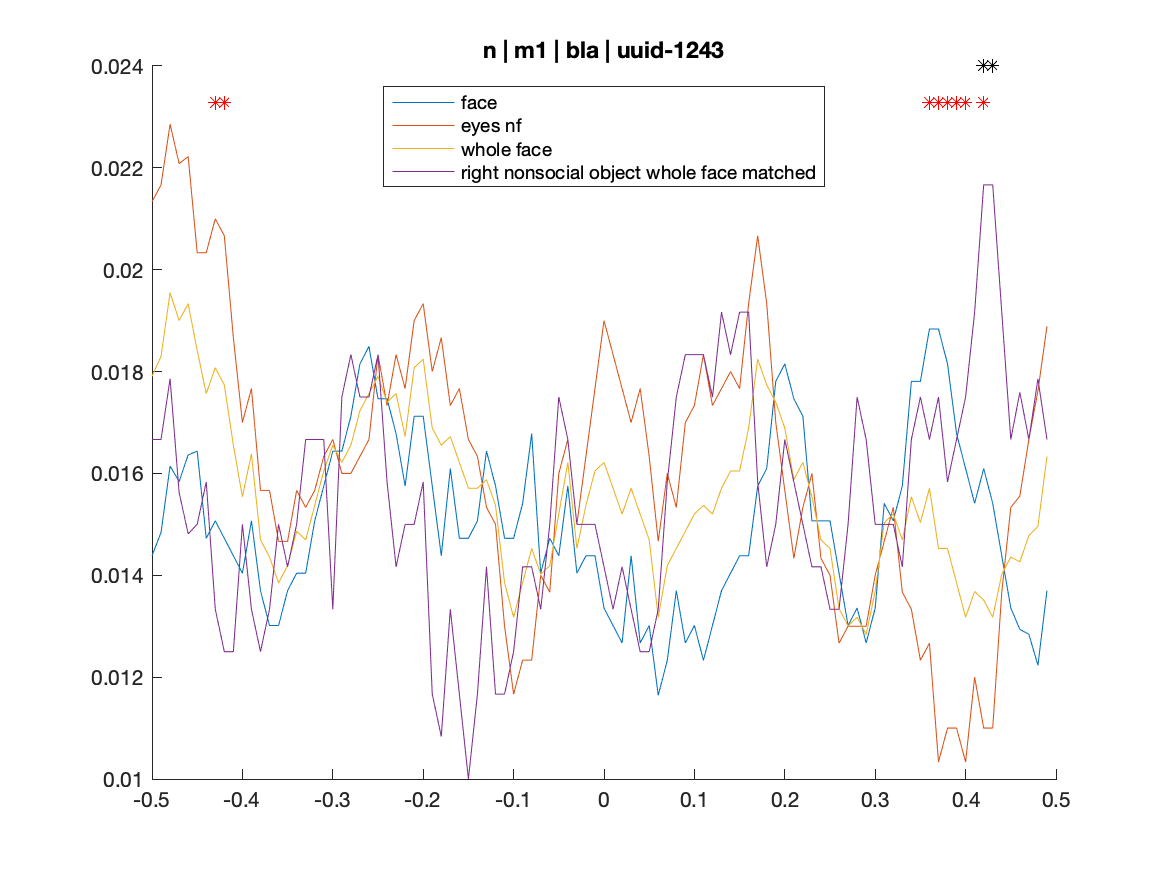 n | m1 | bla | uuid-1243
0.024
0.022
0.02
0.018
0.016
0.014
0.012
0.01
face
eyes nf
whole face
right nonsocial object whole face matched
-0.5 -0.4 -0.3 -0.2 -0.1 0 0.1 0.2 0.3 0.4 0.5